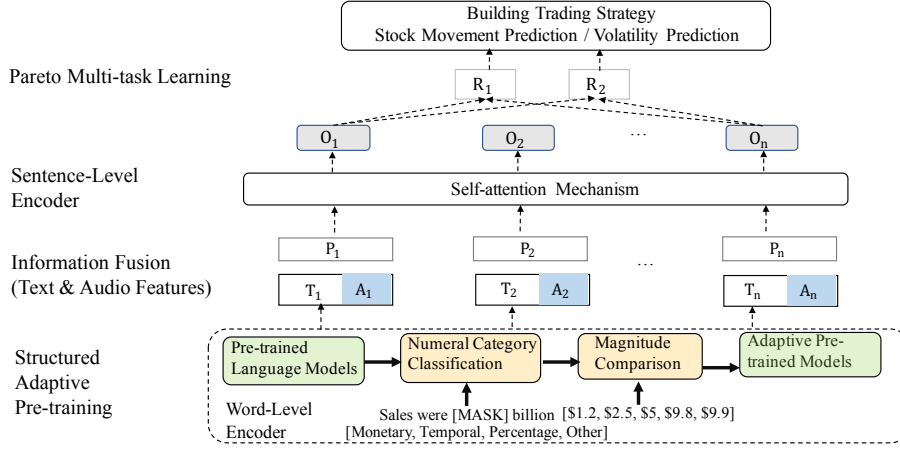 Building Trading Strategy
Stock Movement Prediction / Volatility Prediction
Pareto Multi-task Learning
R1 R2
O1 O2 ... On
Sentence-Level
Encoder
Self-attention Mechanism
P1 P2 ... Pn
Information Fusion
(Text & Audio Features)
T1 A1 T2 A2 Tn An
Structured
Adaptive
Pre-training
Pre-trained
Language Models
Numeral Category
Classification
Magnitude
Comparison
Adaptive Pre-
trained Models
Word-Level
Encoder
Sales were [MASK] billion
[Monetary, Temporal, Percentage, Other]
[$1.2, $2.5, $5, $9.8, $9.9]